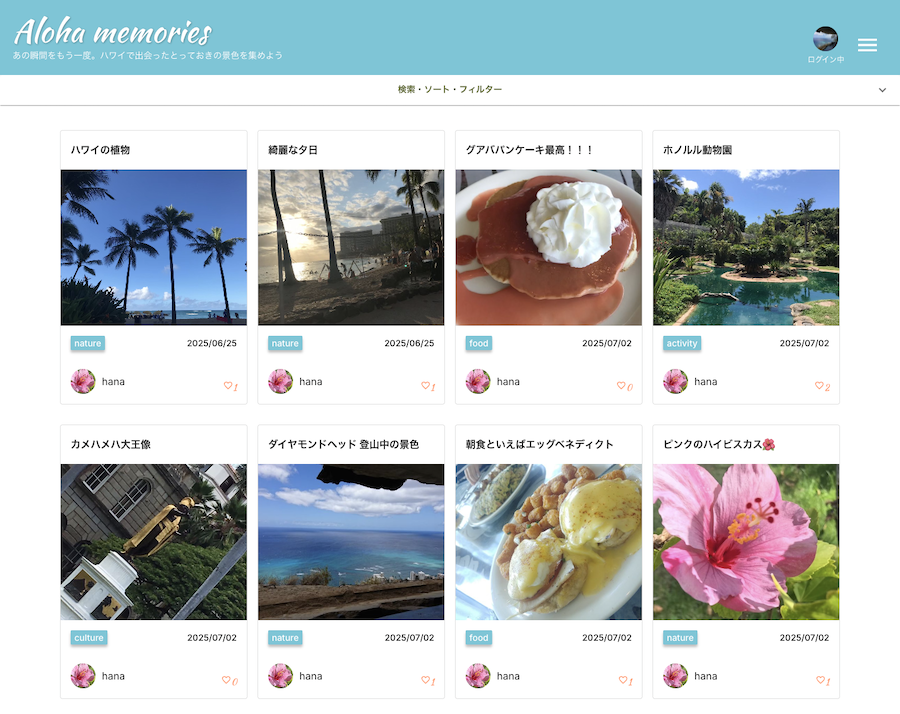 Aloha memories
あの瞬間をもう一度。ハワイで出会ったとっておきの景色を集めよう
ログイン中
検索・ソート・フィルター
ハワイの植物
綺麗な夕日
グアバパンケーキ最高！！！
ホノルル動物園
nature 2025/06/25
nature 2025/06/25
food 2025/07/02
activity 2025/07/02
hana 1
hana 1
hana 0
hana 2
カメハメハ大王像
ダイヤモンドヘッド 登山中の景色
朝食といえばエッグベネディクト
ピンクのハイビスカス🌺
culture 2025/07/02
nature 2025/07/02
food 2025/07/02
nature 2025/07/02
hana 0
hana 1
hana 1
hana 1